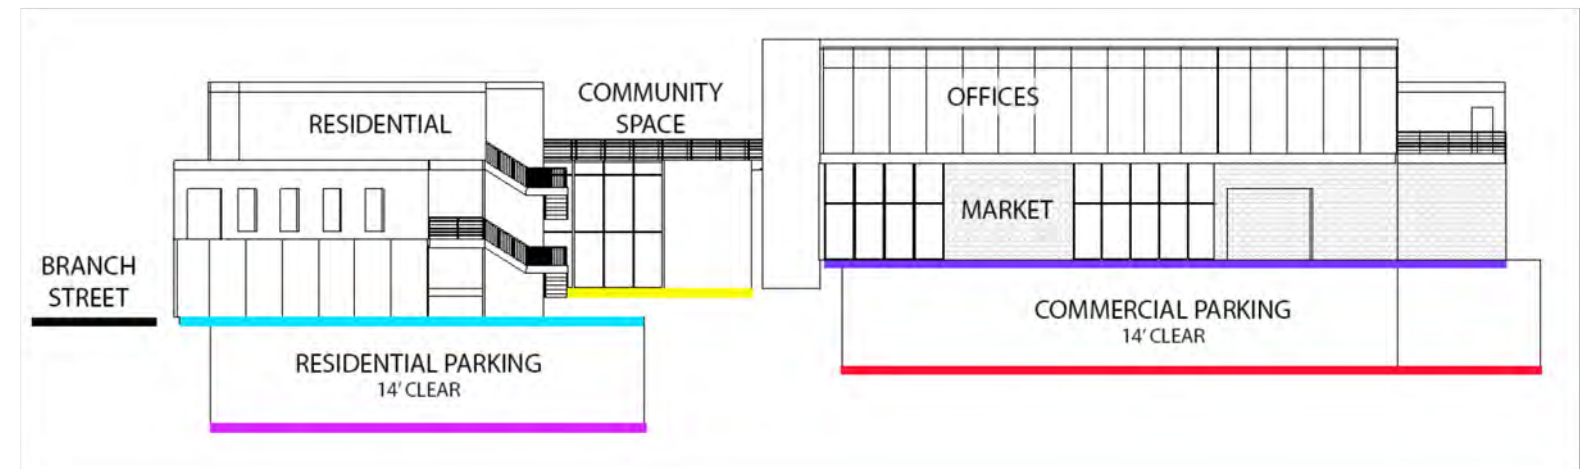 RESIDENTIAL
COMMUNITY
SPACE
OFFICES
MARKET
BRANCH
STREET
RESIDENTIAL PARKING
14' CLEAR
COMMERCIAL PARKING
14' CLEAR